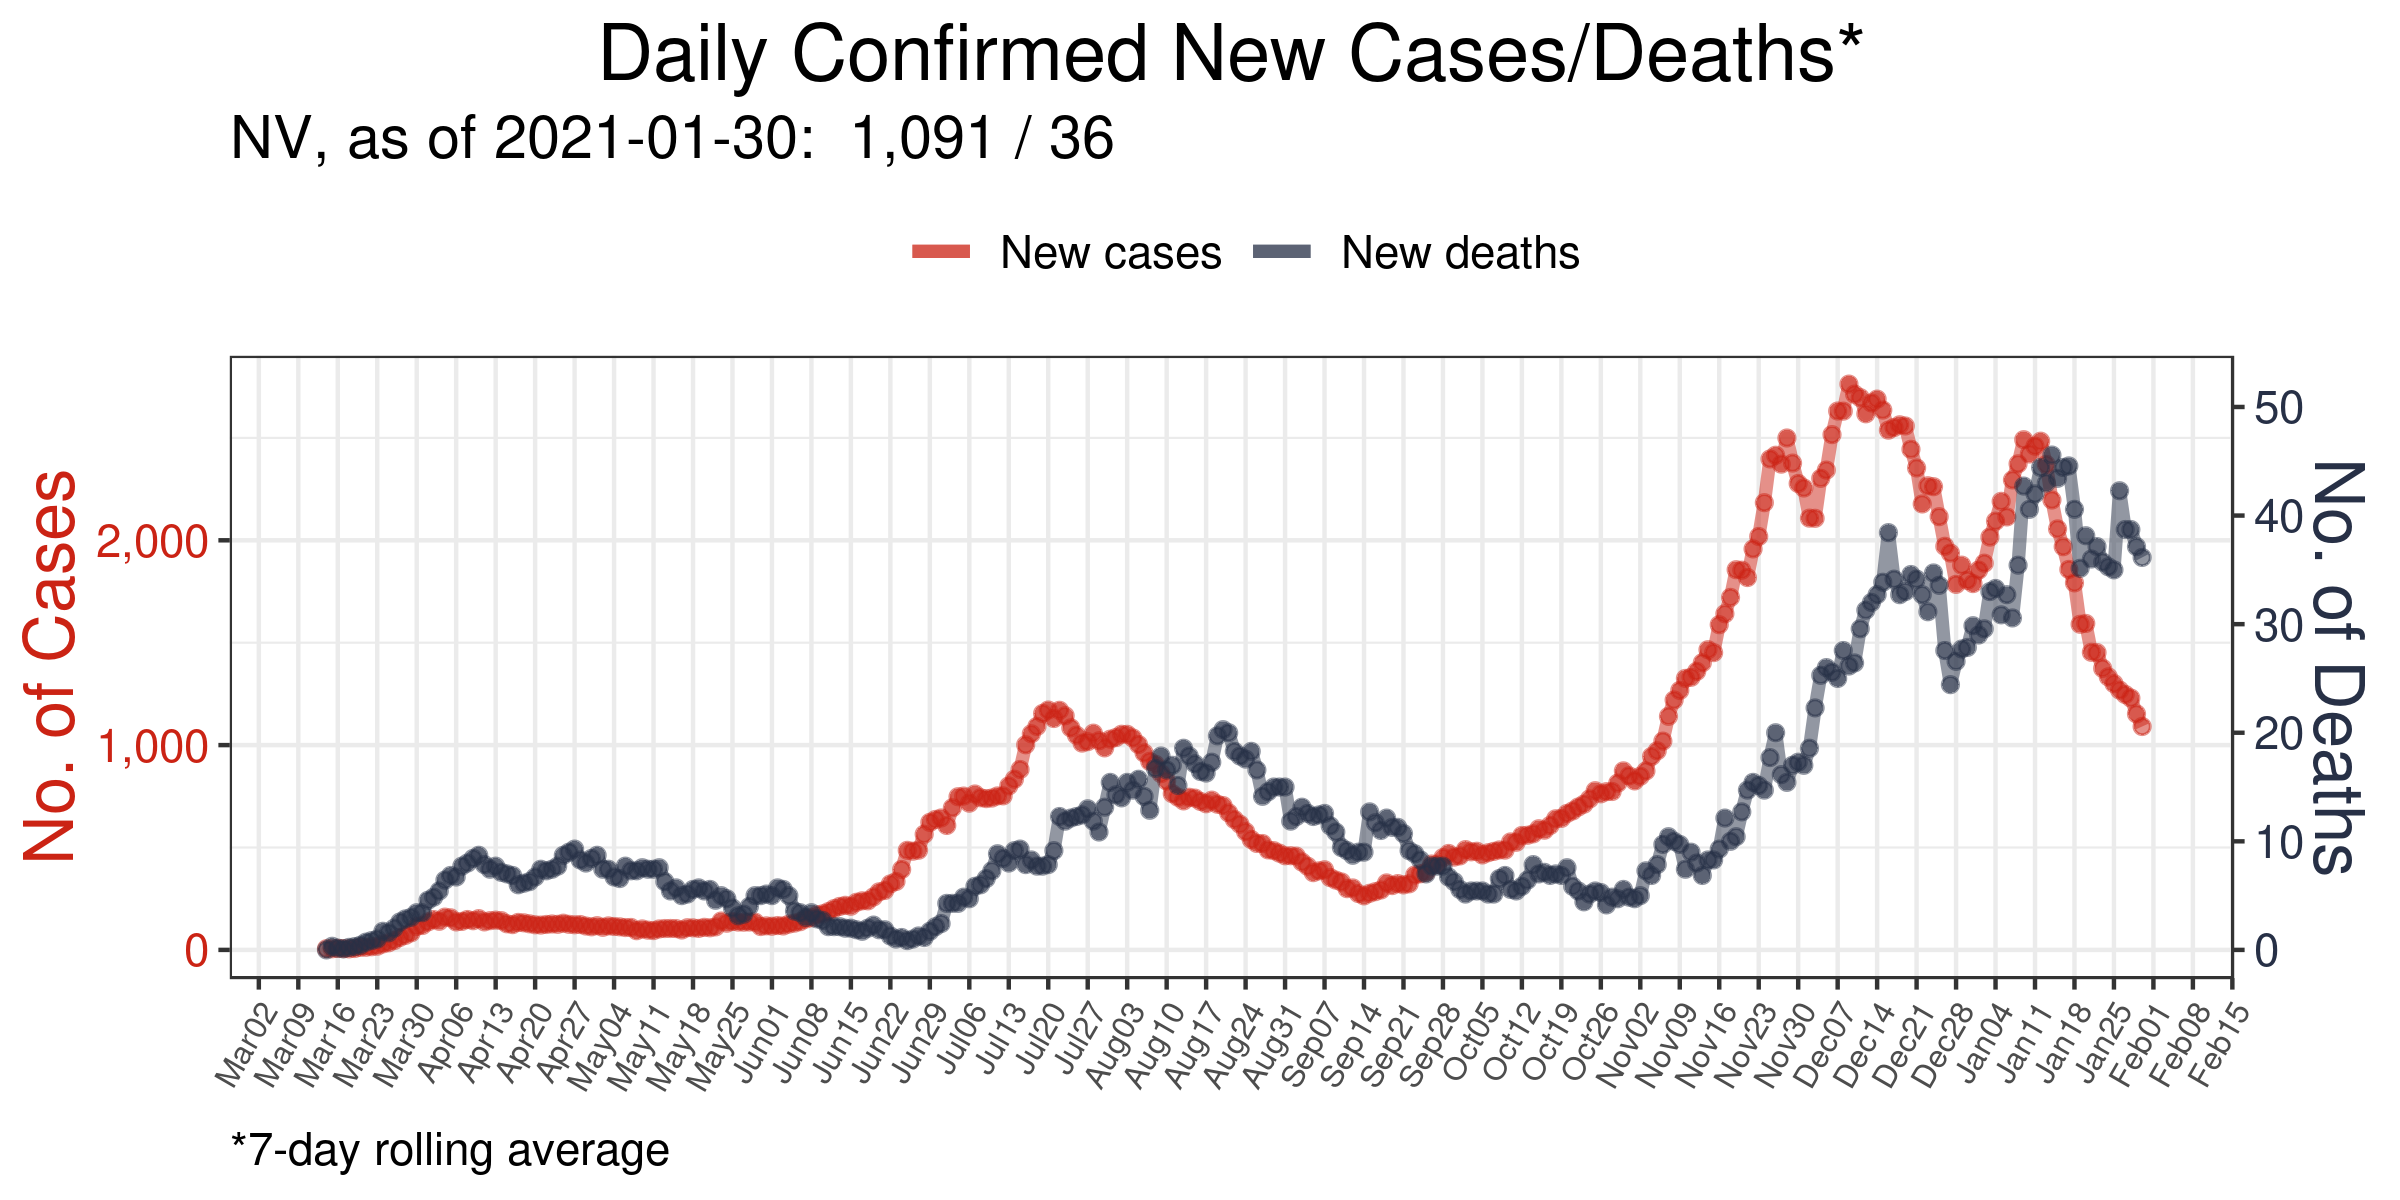 Daily Confirmed New Cases/Deaths*
NV, as of 2021-01-30:  1,091 / 36
New cases
New deaths
No. of Cases
2,000
1,000
0
50
40
30
20
10
0
No. of Deaths
Mar02
Mar09
Mar16
Mar23
Mar30
Apr06
Apr13
Apr20
Apr27
May04
May11
May18
May25
Jun01
Jun08
Jun15
Jun22
Jun29
Jul06
Jul13
Jul20
Jul27
Aug03
Aug10
Aug17
Aug24
Aug31
Sep07
Sep14
Sep21
Sep28
Oct05
Oct12
Oct19
Oct26
Nov02
Nov09
Nov16
Nov23
Nov30
Nov07
Dec14
Dec21
Dec28
Dec04
Jan11
Jan18
Jan25
Feb01
Feb08
Feb15
*7-day rolling average